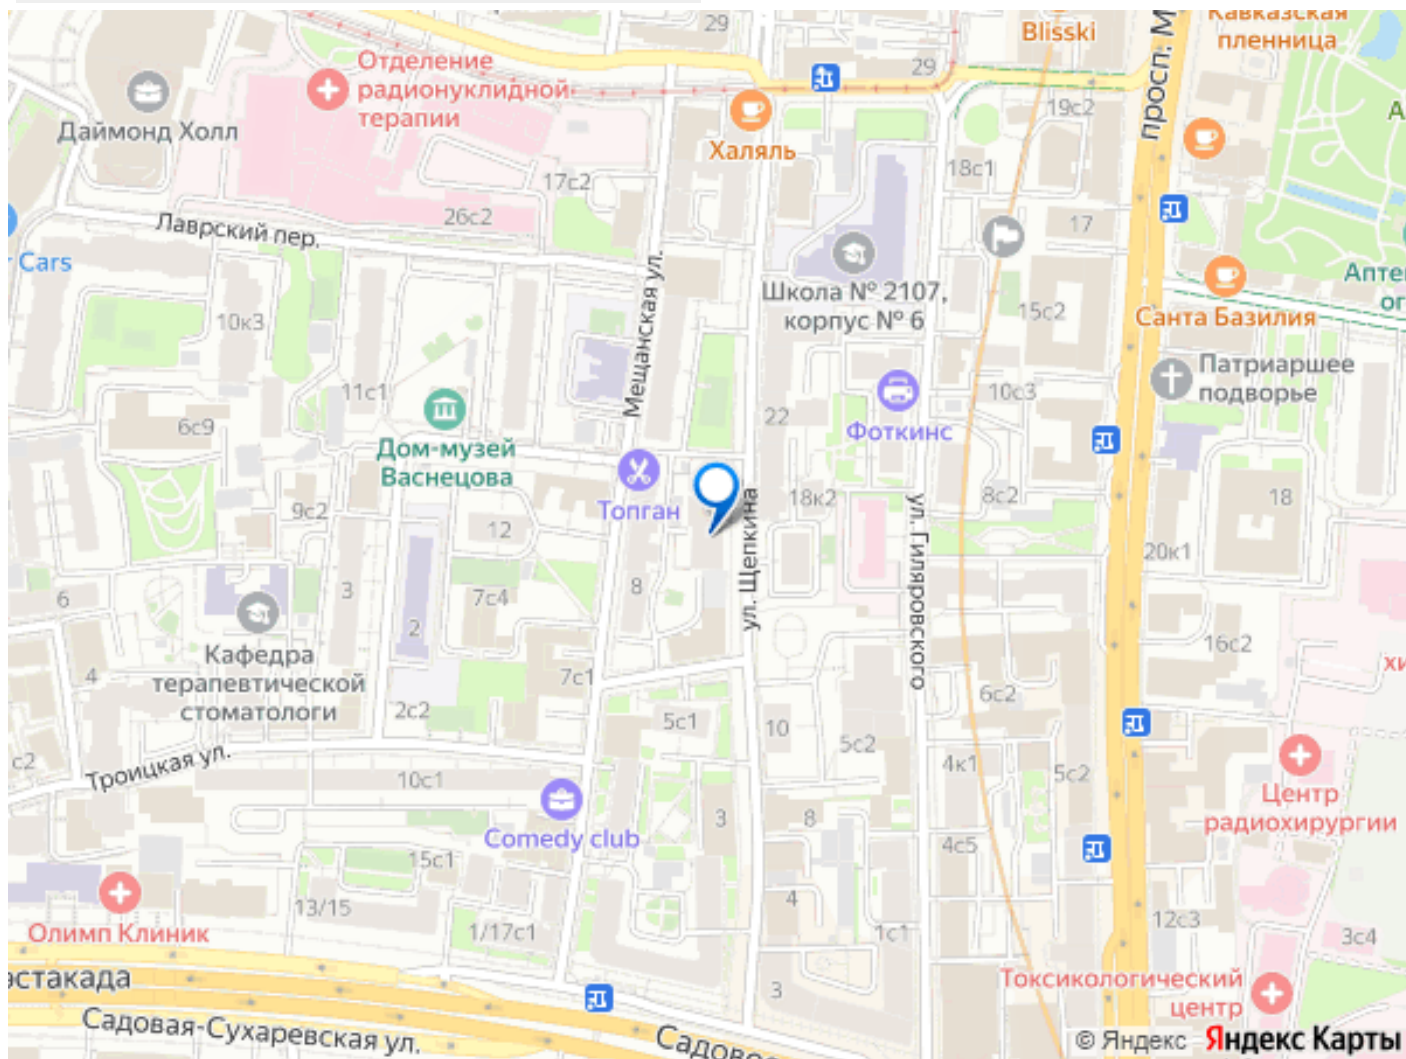 29
Blisski
Кавказская
пленница
Отделение
радионуклидной
терапии
29
просп. М
19с2
Даймонд Холл
Халяль
17с2
18с1
26с2
17
Лаврский пер.
r Cars
Мещанская ул.
Школа № 2107,
корпус № 6
15с2
Апте
ог
Санта Базилия
10к3
Патриаршее
подворье
11с1
10с3
22
6с9
Фоткинс
Дом-музей
Васнецова
Топган
18к2
8с2
18
9с2
12
ул. Щепкина
ул. Гиляровского
20к1
6
3
7с4
8
2
16с2
Кафедра
терапевтической
стоматологи
4
7с1
хи
6с2
2с2
5с1
10
5с2
с2
Троицкая ул.
10с1
4к1
5с2
Центр
радиохирургии
Comedy club
3
8
15с1
4с5
13/15
4
12с3
Олимп Клиник
1/17с1
1с1
3с4
эстакада
Токсикологический
центр
3
Садовая-Сухаревская ул.
Садовое
© Яндекс Яндекс Карты